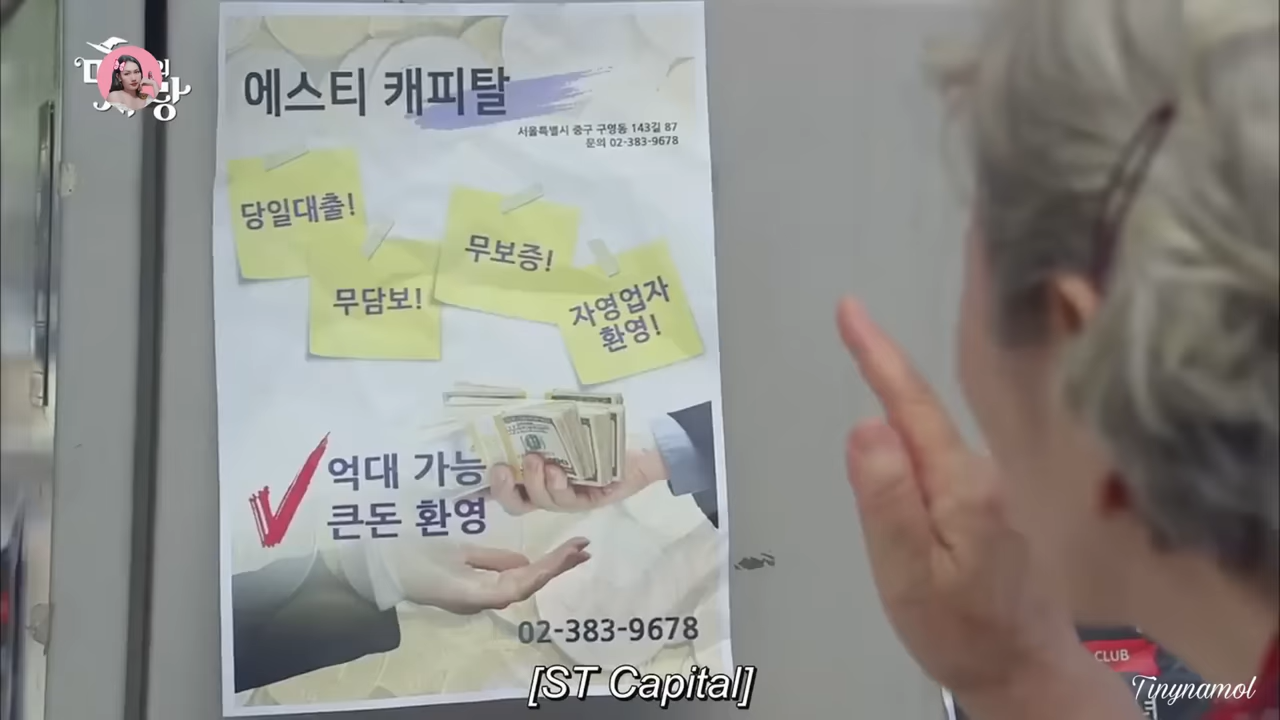 에스티 캐피탈
서울특별시 중구 구영동 143길 87
문의 02-383-9678
당일대출!
무담보!
무보증!
자영업자
환영!
억대 가능
큰돈 환영
02-383-9678
[ST Capital]
CLUB
Tinynamol